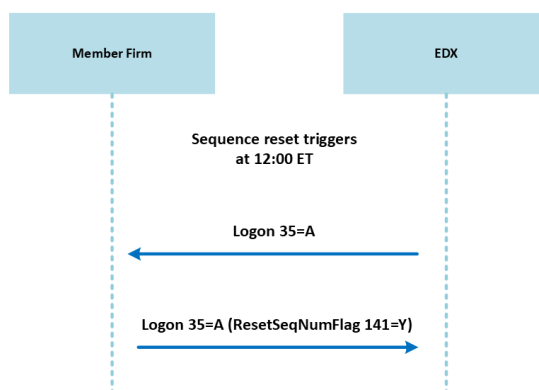 Member Firm
EDX
Sequence reset triggers
at 12:00 ET
Logon 35=A
Logon 35=A (ResetSeqNumFlag 141=Y)